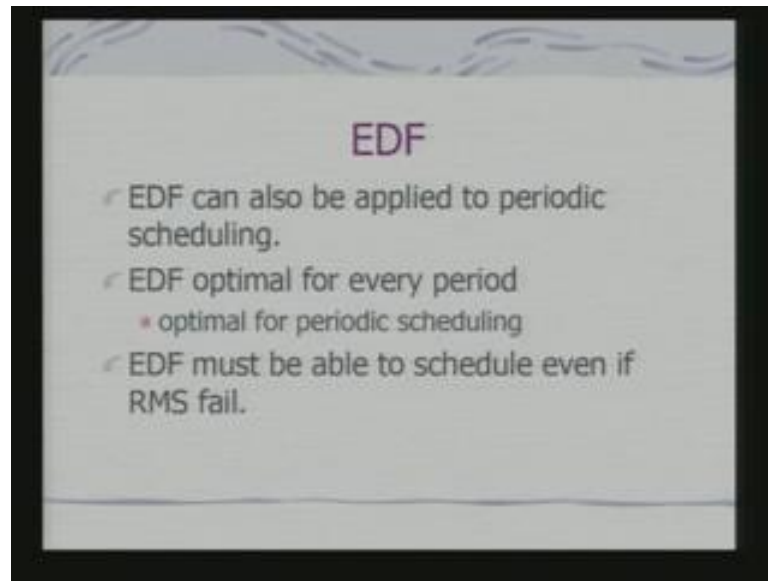 EDF
EDF can also be applied to periodic
scheduling.
EDF optimal for every period
optimal for periodic scheduling
EDF must be able to schedule even if
RMS fail.